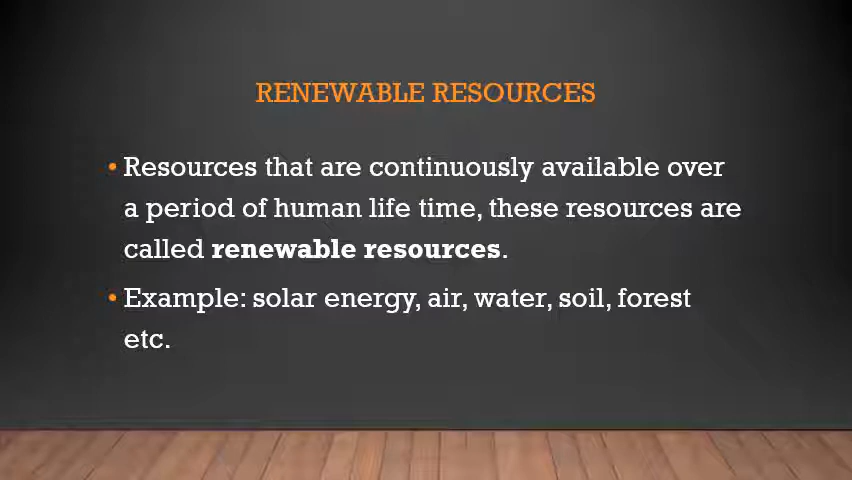 RENEWABLE RESOURCES
• Resources that are continuously available over
a period of human life time, these resources are
called renewable resources.
• Example: solar energy, air, water, soil, forest
etc.